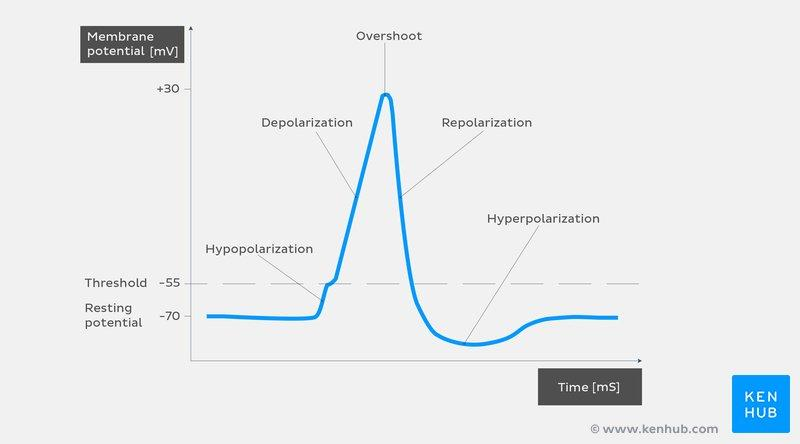 Membrane
potential [mV]
Overshoot
+30
Depolarization
Repolarization
Hyperpolarization
Hypopolarization
Threshold -55
Resting
potential -70
Time [mS]
KEN
HUB
© www.kenhub.com